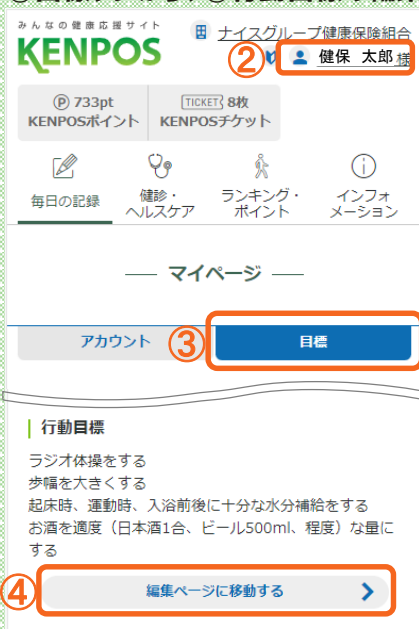 みんなの健康応援サイト
KENPOS
ナイスグループ健康保険組合
② 健保 太郎 様
Ⓟ 733pt
KENPOSポイント
TICKET 8枚
KENPOSチケット
毎日の記録
健診・
ヘルスケア
ランキング・
ポイント
インフォ
メーション
マイページ
アカウント
③ 目標
行動目標
ラジオ体操をする
歩幅を大きくする
起床時、運動時、入浴前後に十分な水分補給をする
お酒を適度（日本酒1合、ビール500ml、程度）な量に
する
④ 編集ページに移動する